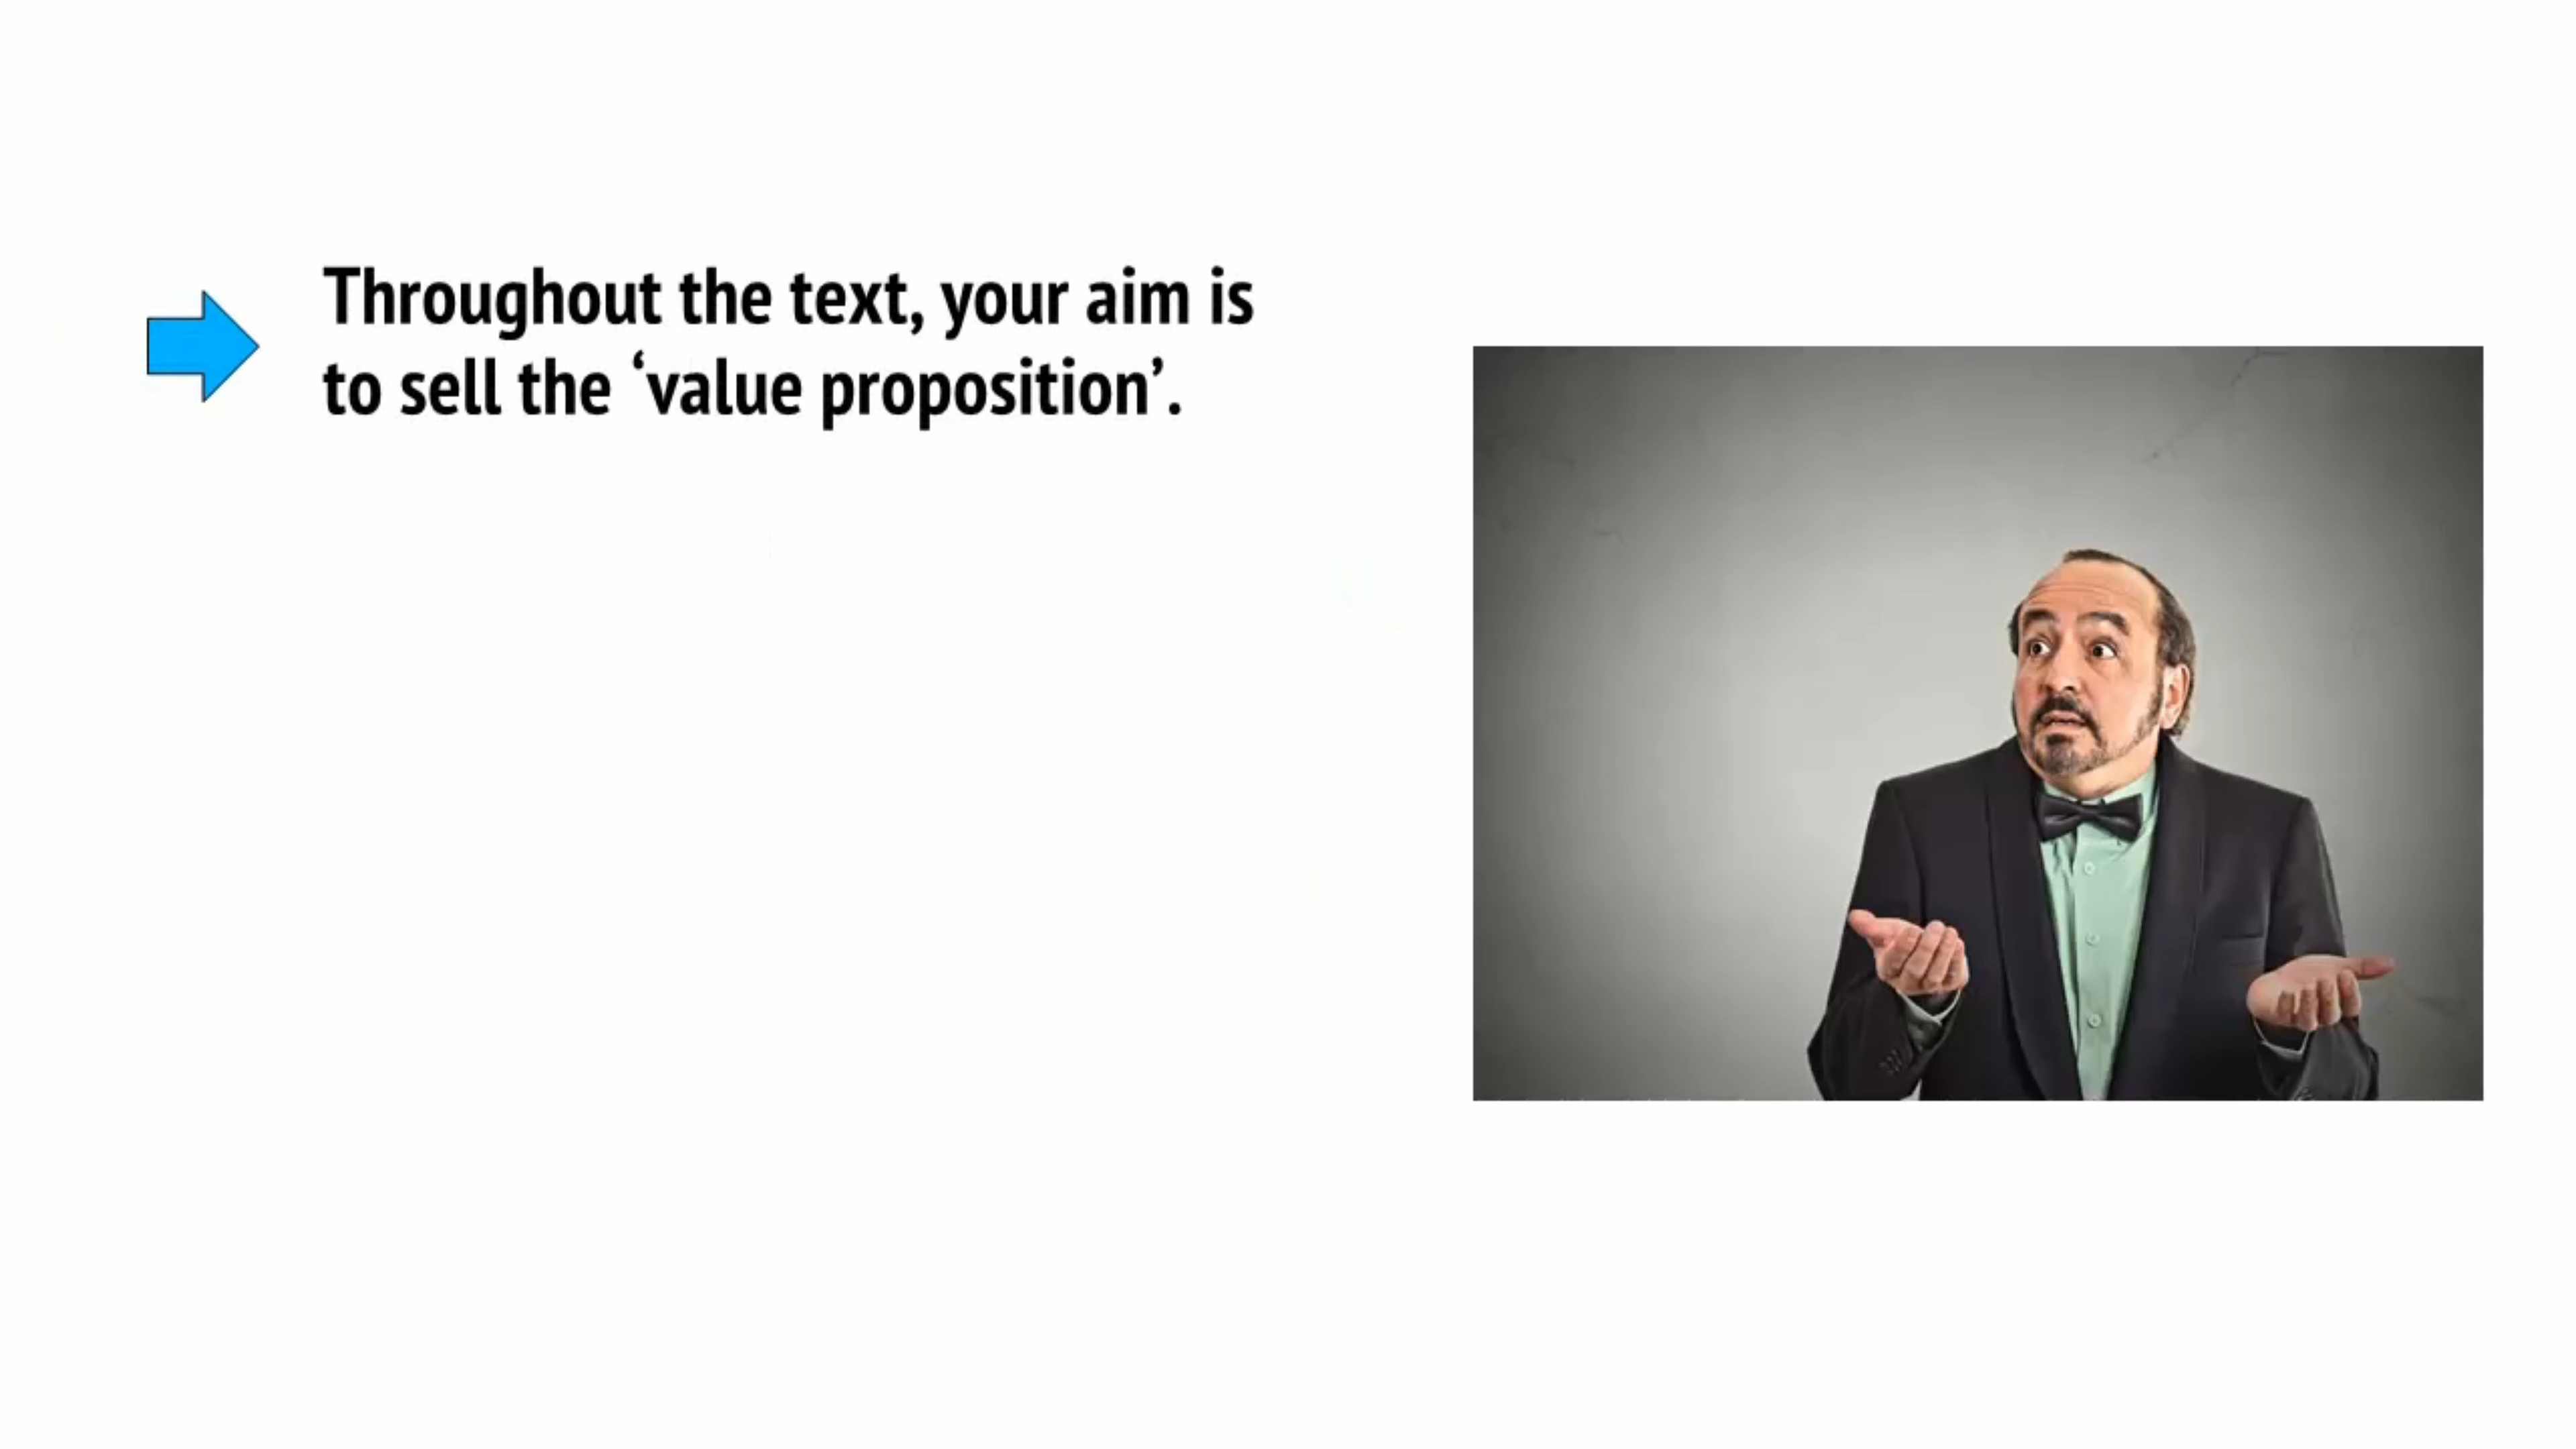 Throughout the text, your aim is
to sell the ‘value proposition’.